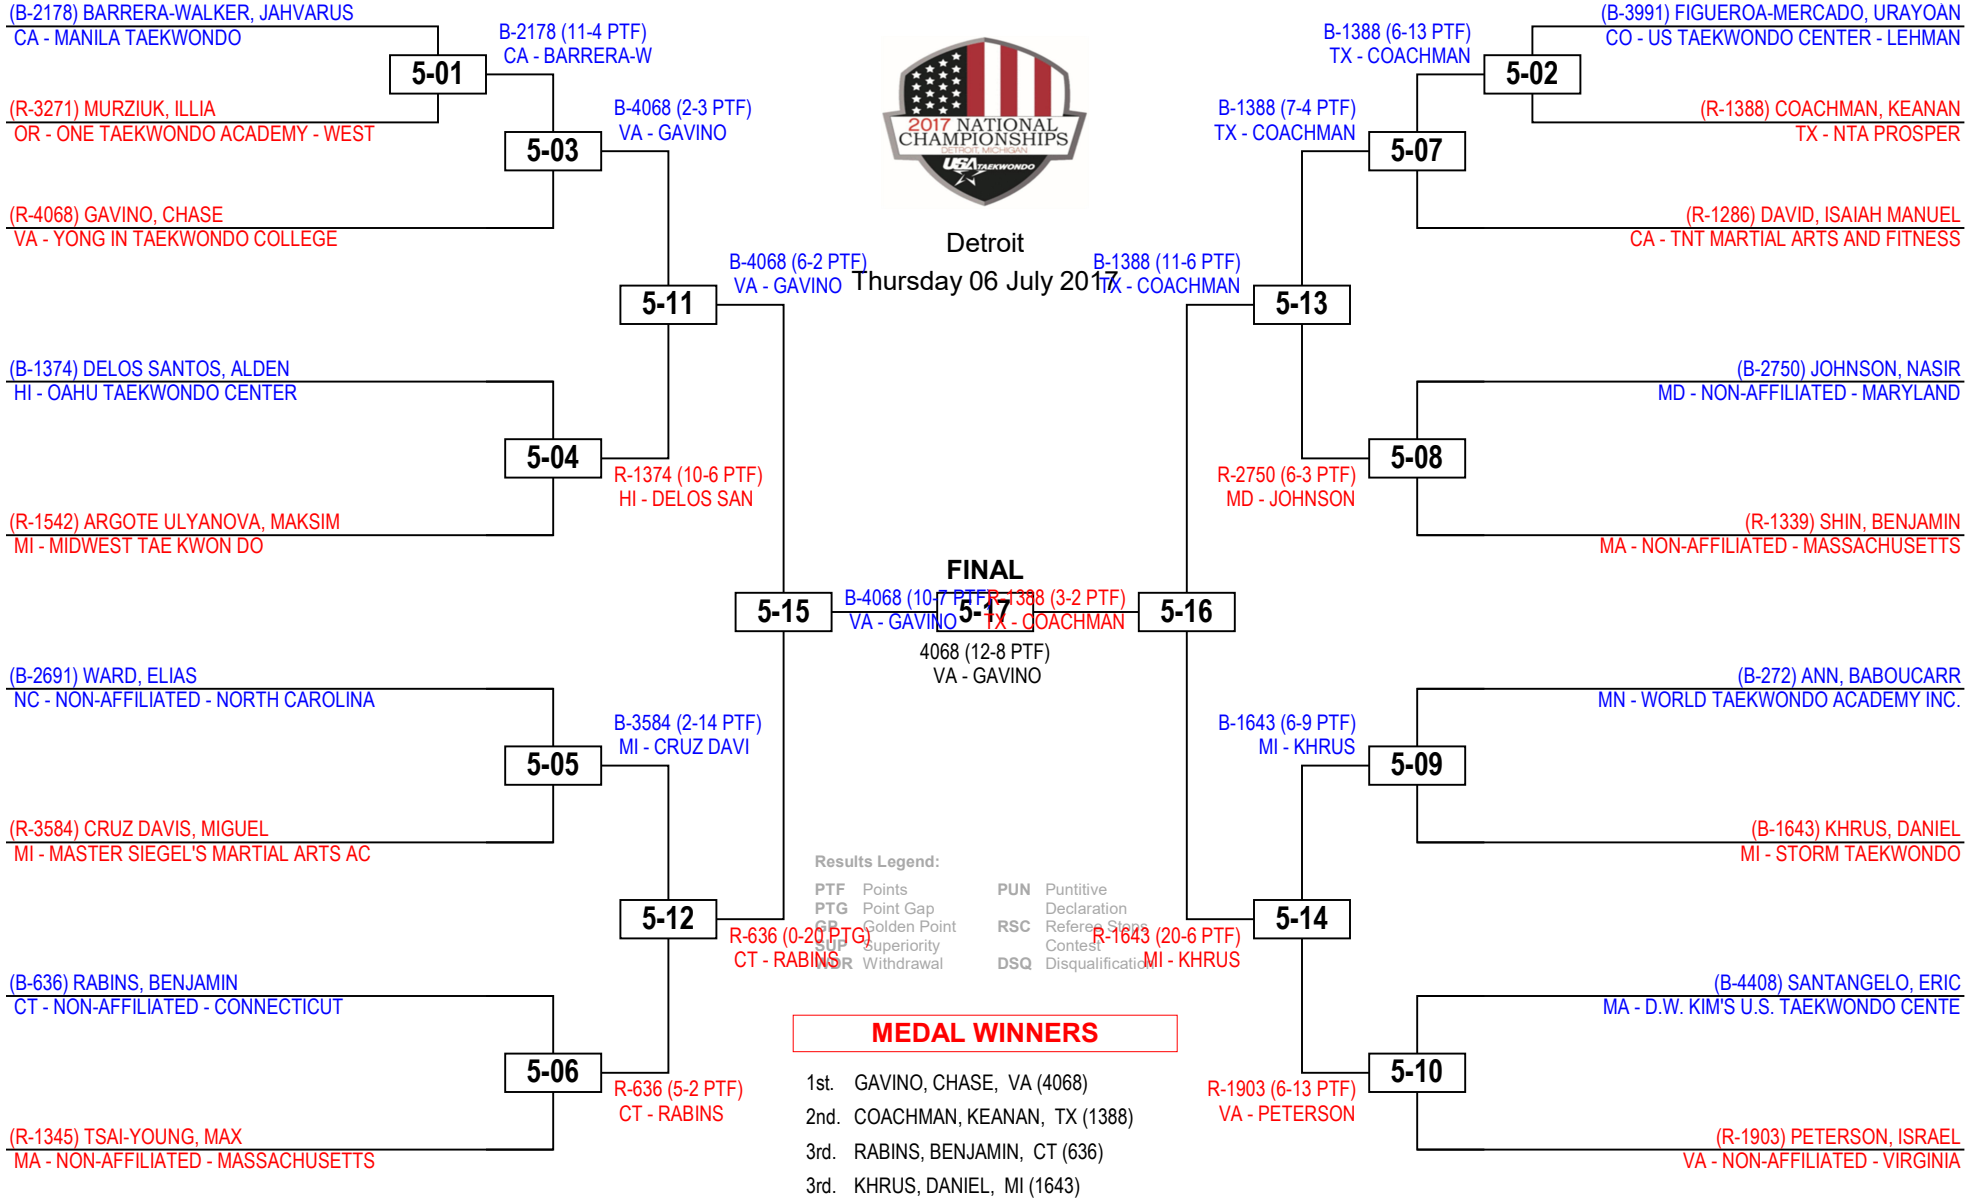 (B-2178) BARRERA-WALKER, JAHVARUS
CA - MANILA TAEKWONDO
5-01
B-2178 (11-4 PTF)
CA - BARRERA-W
(R-3271) MURZIUK, ILLIA
OR - ONE TAEKWONDO ACADEMY - WEST
5-03
B-4068 (2-3 PTF)
VA - GAVINO
(R-4068) GAVINO, CHASE
VA - YONG IN TAEKWONDO COLLEGE
5-11
B-4068 (6-2 PTF)
VA - GAVINO
(B-1374) DELOS SANTOS, ALDEN
HI - OAHU TAEKWONDO CENTER
5-04
R-1374 (10-6 PTF)
HI - DELOS SAN
(R-1542) ARGOTE ULYANOVA, MAKSIM
MI - MIDWEST TAE KWON DO
5-15
B-4068 (10-7 PTF)
VA - GAVINO
(B-2691) WARD, ELIAS
NC - NON-AFFILIATED - NORTH CAROLINA
5-05
B-3584 (2-14 PTF)
MI - CRUZ DAVI
(R-3584) CRUZ DAVIS, MIGUEL
MI - MASTER SIEGEL'S MARTIAL ARTS AC
5-12
R-636 (0-20 PTG)
CT - RABINS
(B-636) RABINS, BENJAMIN
CT - NON-AFFILIATED - CONNECTICUT
5-06
R-636 (5-2 PTF)
CT - RABINS
(R-1345) TSAI-YOUNG, MAX
MA - NON-AFFILIATED - MASSACHUSETTS
2017 NATIONAL
CHAMPIONSHIPS
DETROIT, MICHIGAN
USA TAEKWONDO
Detroit
Thursday 06 July 2017
FINAL
5-17
4068 (12-8 PTF)
VA - GAVINO
B-1388 (6-13 PTF)
TX - COACHMAN
5-02
(B-3991) FIGUEROA-MERCADO, URAYOÁN
CO - US TAEKWONDO CENTER - LEHMAN
(R-1388) COACHMAN, KEANAN
TX - NTA PROSPER
B-1388 (7-4 PTF)
TX - COACHMAN
5-07
(R-1286) DAVID, ISAIAH MANUEL
CA - TNT MARTIAL ARTS AND FITNESS
B-1388 (11-6 PTF)
TX - COACHMAN
5-13
(B-2750) JOHNSON, NASIR
MD - NON-AFFILIATED - MARYLAND
R-2750 (6-3 PTF)
MD - JOHNSON
5-08
(R-1339) SHIN, BENJAMIN
MA - NON-AFFILIATED - MASSACHUSETTS
R-1388 (3-2 PTF)
TX - COACHMAN
5-16
(B-272) ANN, BABOUCARR
MN - WORLD TAEKWONDO ACADEMY INC.
B-1643 (6-9 PTF)
MI - KHRUS
5-09
(B-1643) KHRUS, DANIEL
MI - STORM TAEKWONDO
R-1643 (20-6 PTF)
MI - KHRUS
5-14
(B-4408) SANTANGELO, ERIC
MA - D.W. KIM'S U.S. TAEKWONDO CENTE
R-1903 (6-13 PTF)
VA - PETERSON
5-10
(R-1903) PETERSON, ISRAEL
VA - NON-AFFILIATED - VIRGINIA
Results Legend:
PTF Points
PTG Point Gap
GP Golden Point
SUP Superiority
WDR Withdrawal
PUN Puntitive
Declaration
RSC Referee Stops
Contest
DSQ Disqualification
MEDAL WINNERS
1st. GAVINO, CHASE, VA (4068)
2nd. COACHMAN, KEANAN, TX (1388)
3rd. RABINS, BENJAMIN, CT (636)
3rd. KHRUS, DANIEL, MI (1643)